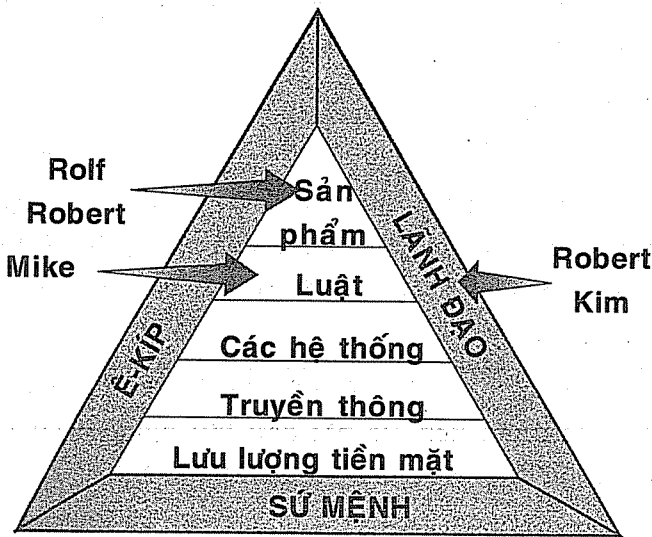 Rolf
Robert
Mike
Sản
phẩm
Luật
Các hệ thống
Truyền thông
Lưu lượng tiền mặt
Ê-KÍP
LÃNH ĐẠO
SỨ MỆNH
Robert
Kim